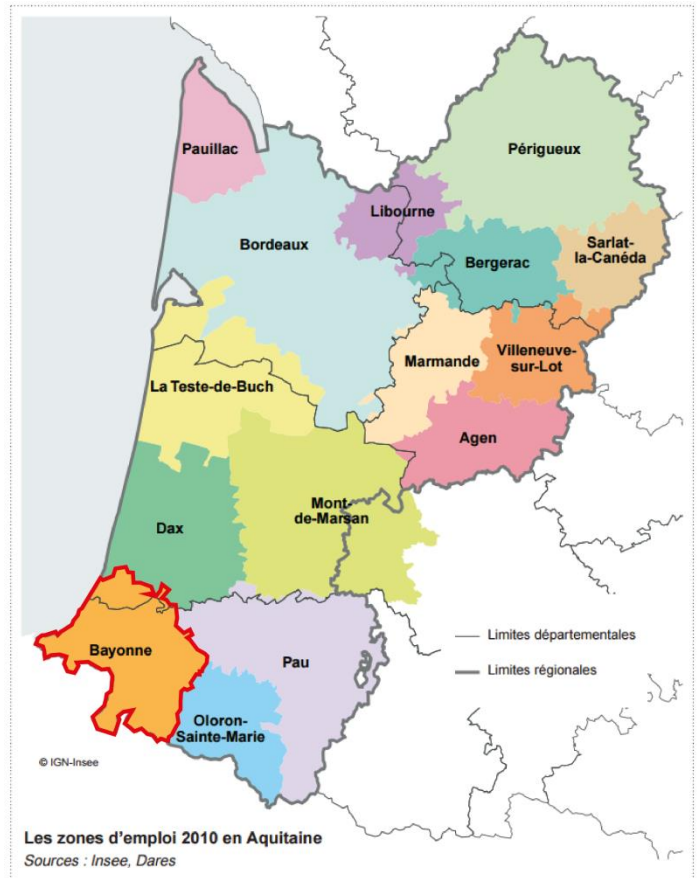 Pauillac
Périgueux
Libourne
Bordeaux
Sarlat-
la-Canéda
Bergerac
Marmande
Villeneuve-
sur-Lot
La Teste-de-Buch
Agen
Mont-
de-Marsan
Dax
Limites départementales
Bayonne
Pau
Limites régionales
Oloron-
Sainte-Marie
© IGN-Insee
Les zones d'emploi 2010 en Aquitaine
Sources : Insee, Dares